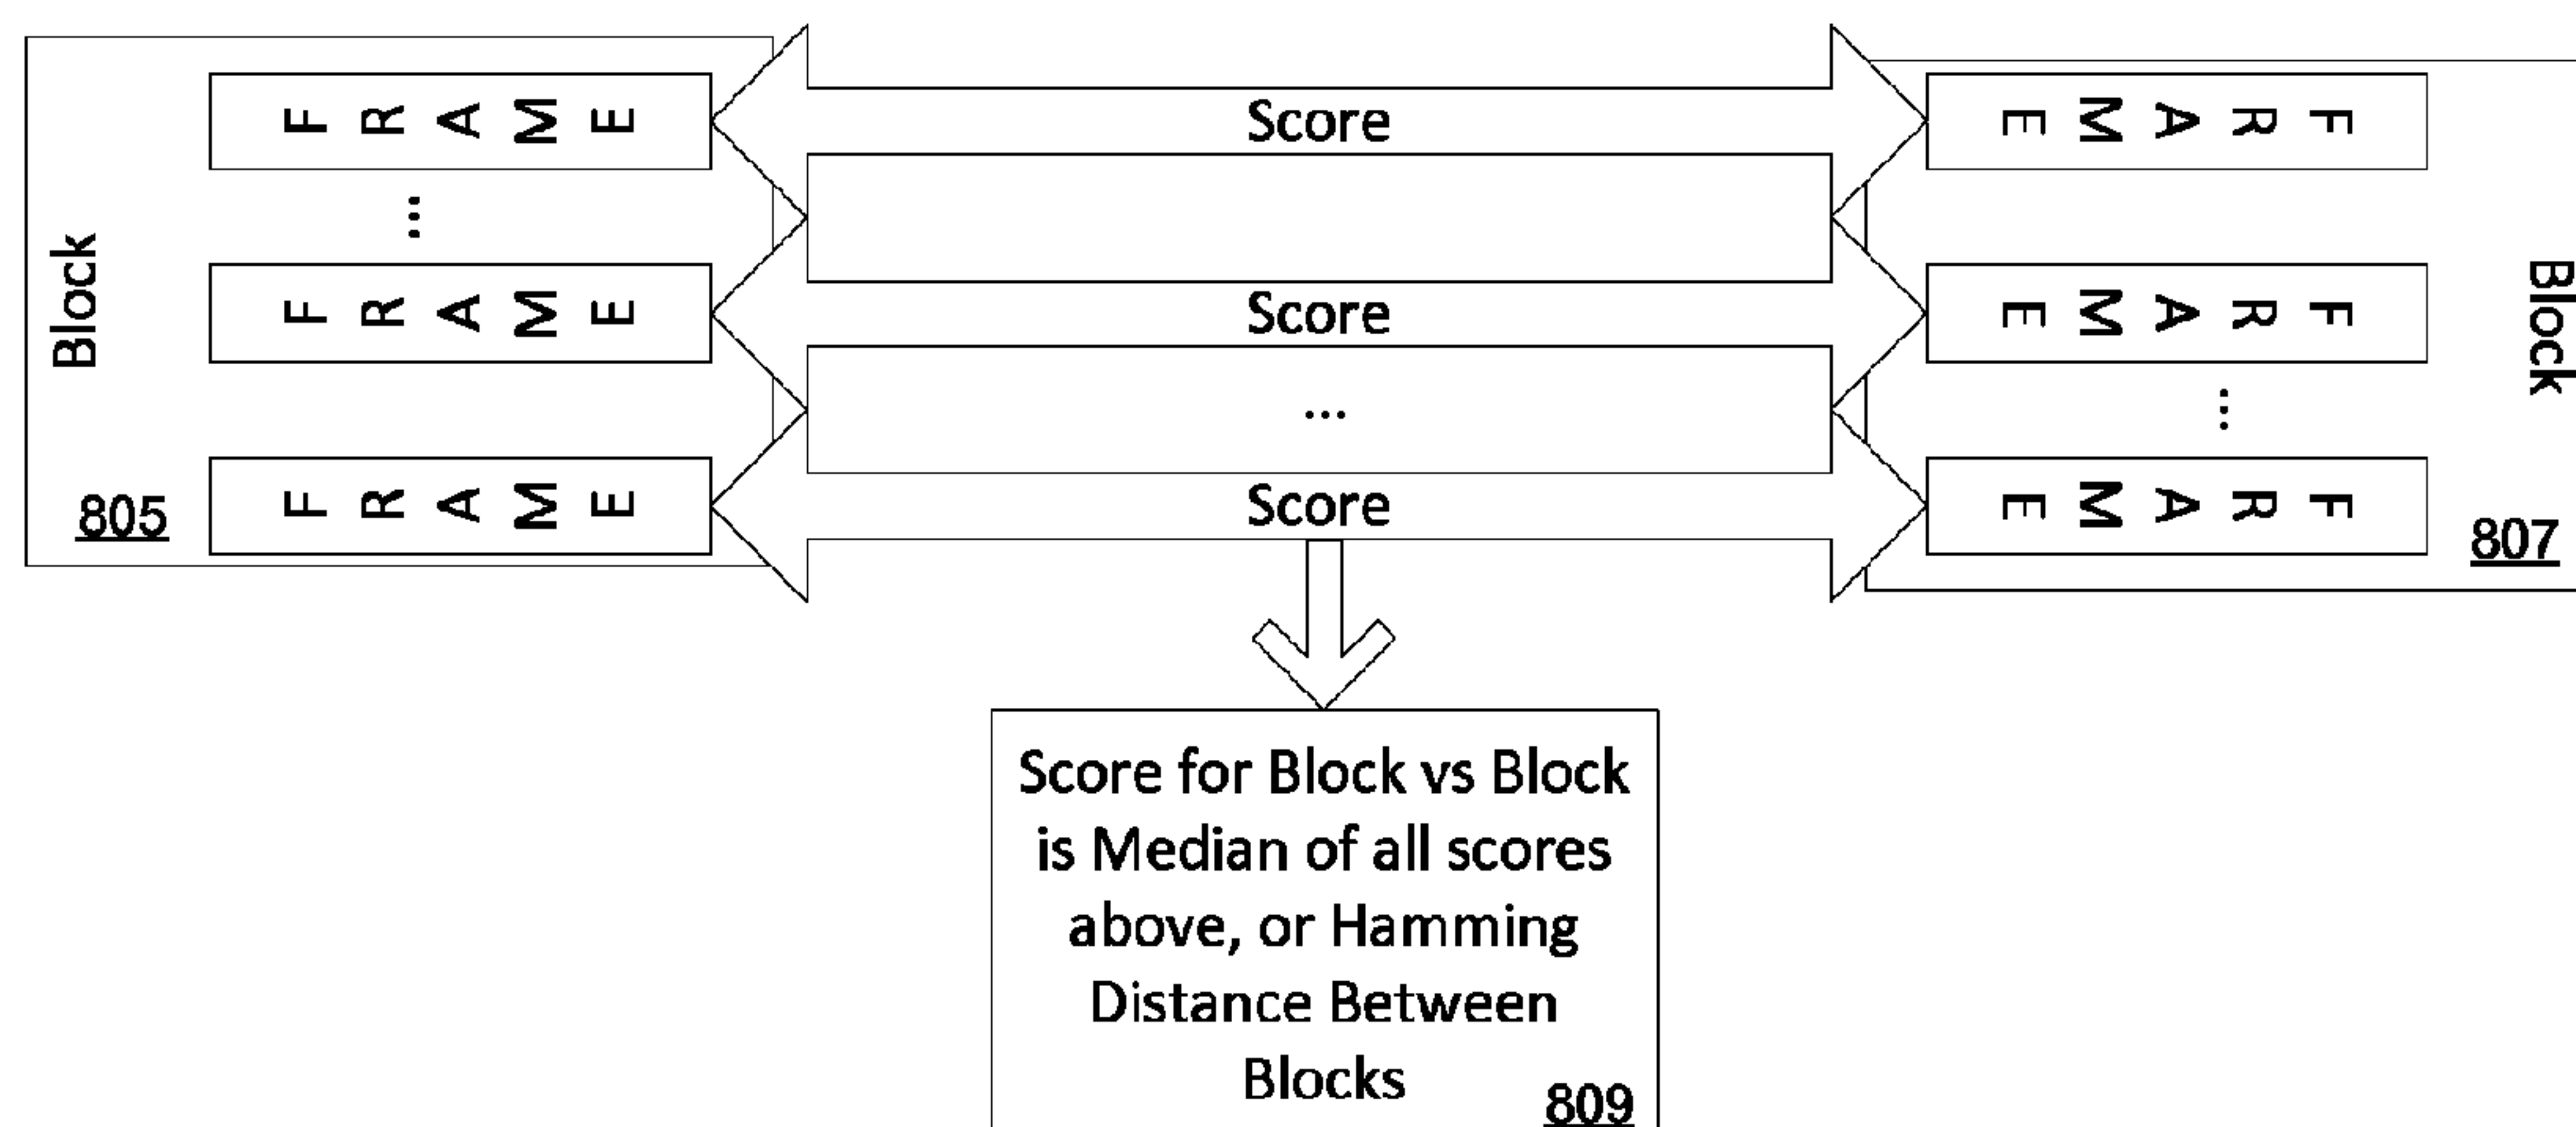 Block
FRAME
...
FRAME
FRAME
805
Score
Score
...
Score
FRAME
FRAME
...
FRAME
Block
807
Score for Block vs Block
is Median of all scores
above, or Hamming
Distance Between
Blocks
809